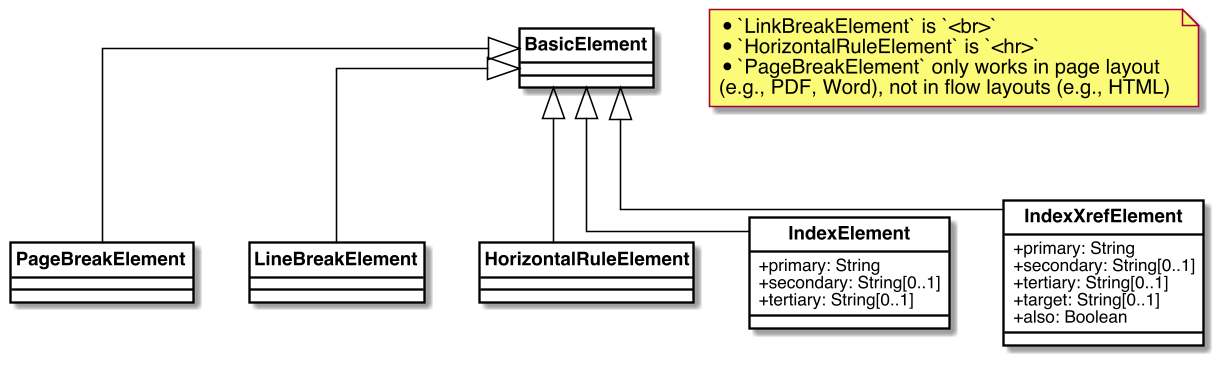 BasicElement
• `LinkBreakElement` is `<br>`
• `HorizontalRuleElement` is `<hr>`
• `PageBreakElement` only works in page layout
(e.g., PDF, Word), not in flow layouts (e.g., HTML)
PageBreakElement
LineBreakElement
HorizontalRuleElement
IndexElement
+primary: String
+secondary: String[0..1]
+tertiary: String[0..1]
IndexXrefElement
+primary: String
+secondary: String[0..1]
+tertiary: String[0..1]
+target: String[0..1]
+also: Boolean